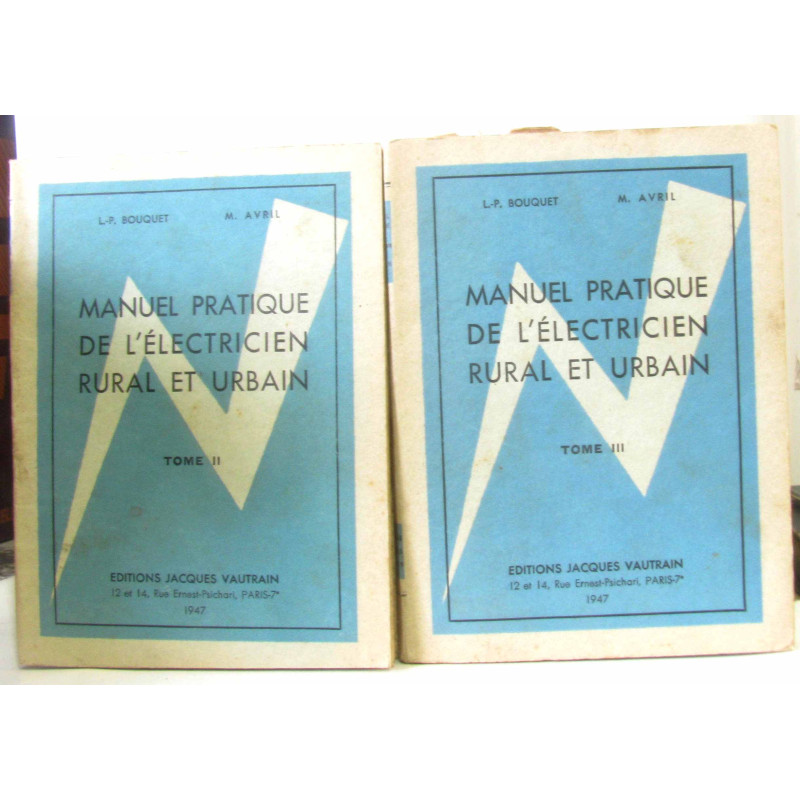 L.-P. BOUQUET M. AVRIL
MANUEL PRATIQUE
DE L'ÉLECTRICIEN
RURAL ET URBAIN
TOME II
EDITIONS JACQUES VAUTRAIN
12 et 14, Rue Ernest-Psichari, PARIS-7e
1947
L.-P. BOUQUET M. AVRIL
MANUEL PRATIQUE
DE L'ÉLECTRICIEN
RURAL ET URBAIN
TOME III
EDITIONS JACQUES VAUTRAIN
12 et 14, Rue Ernest-Psichari, PARIS-7e
1947